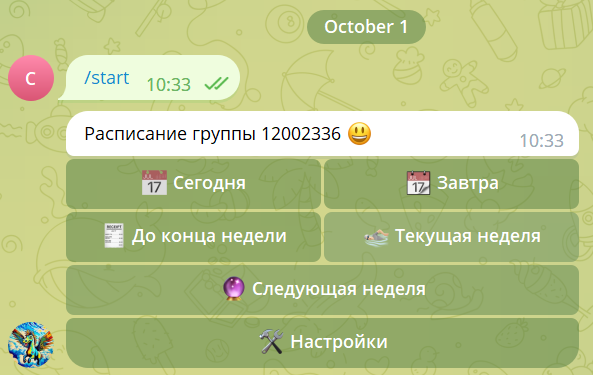 October 1
C
/start 10:33
Расписание группы 12002336 😃 10:33
📅 Сегодня
📆 Завтра
🧾 До конца недели
👟 Текущая неделя
🔮 Следующая неделя
🛠 Настройки